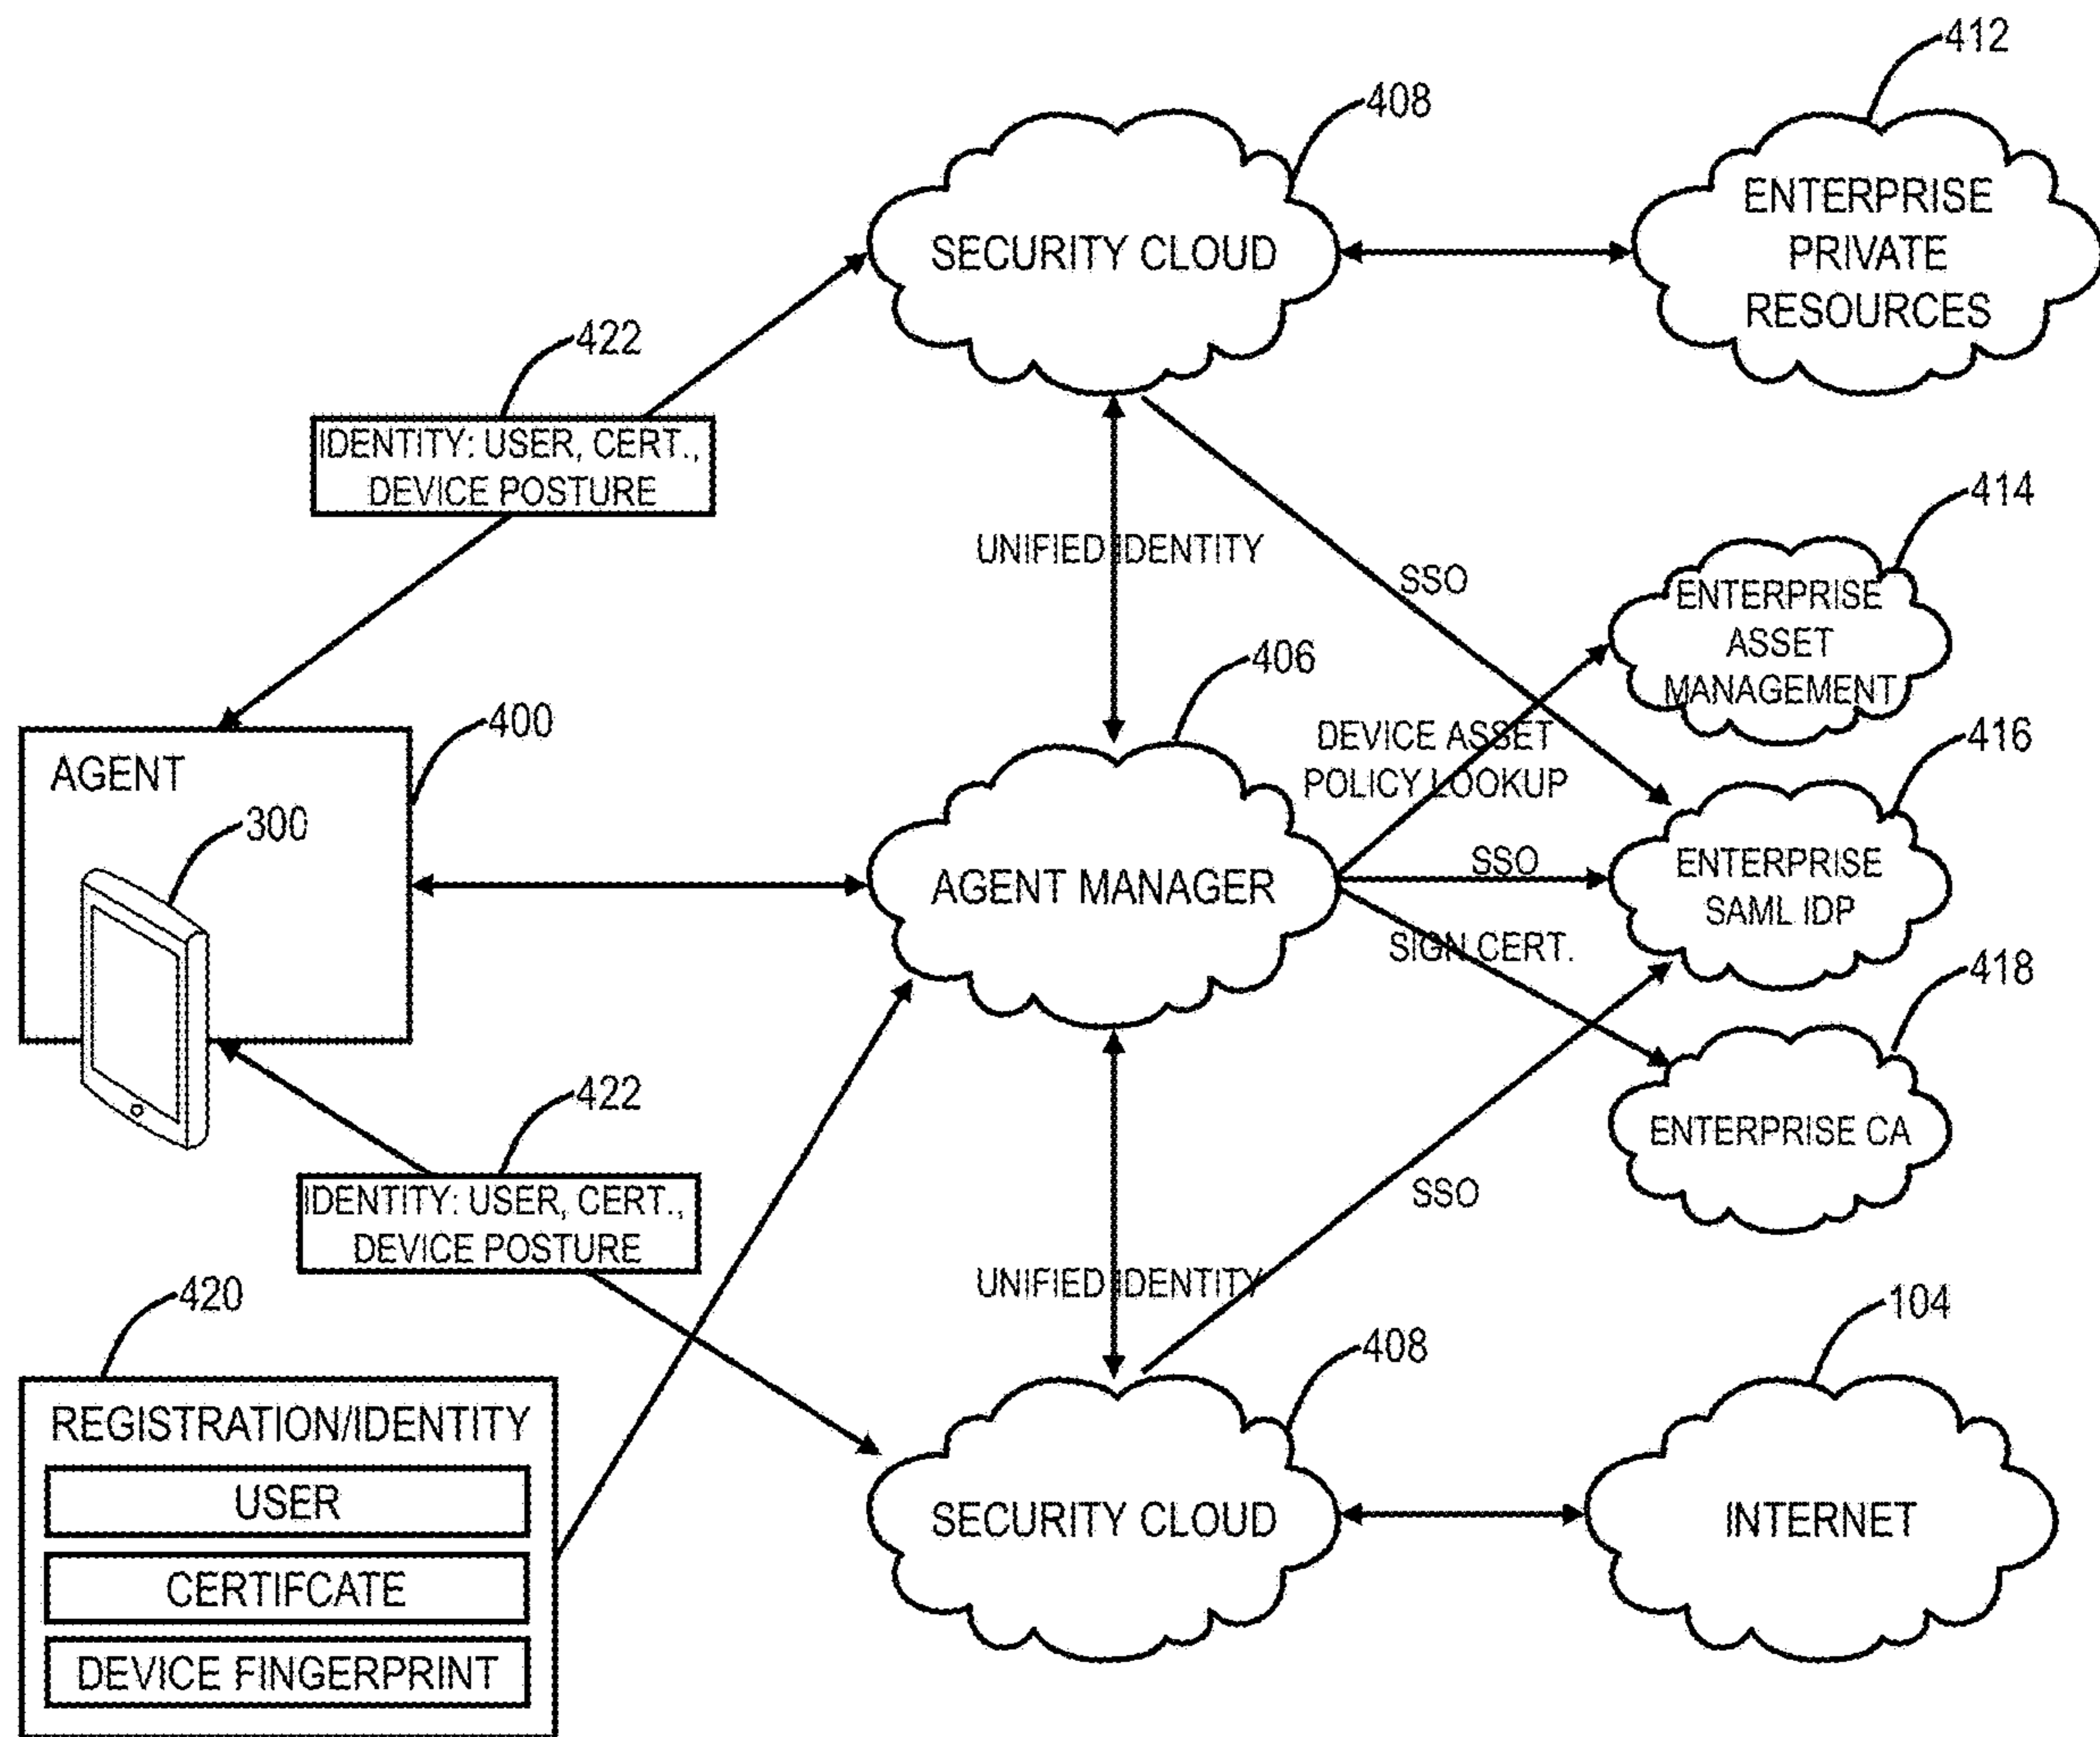 412
408
ENTERPRISE
PRIVATE
RESOURCES
SECURITY CLOUD
422
IDENTITY: USER, CERT.,
DEVICE POSTURE
414
UNIFIED IDENTITY
SSO
ENTERPRISE
ASSET
MANAGEMENT
406
400
DEVICE ASSET
POLICY LOOKUP
416
AGENT
300
AGENT MANAGER
SSO
ENTERPRISE
SAML IDP
SIGN CERT.
418
422
ENTERPRISE CA
IDENTITY: USER, CERT.,
DEVICE POSTURE
SSO
UNIFIED IDENTITY
420
104
408
REGISTRATION/IDENTITY
USER
CERTIFCATE
DEVICE FINGERPRINT
SECURITY CLOUD
INTERNET